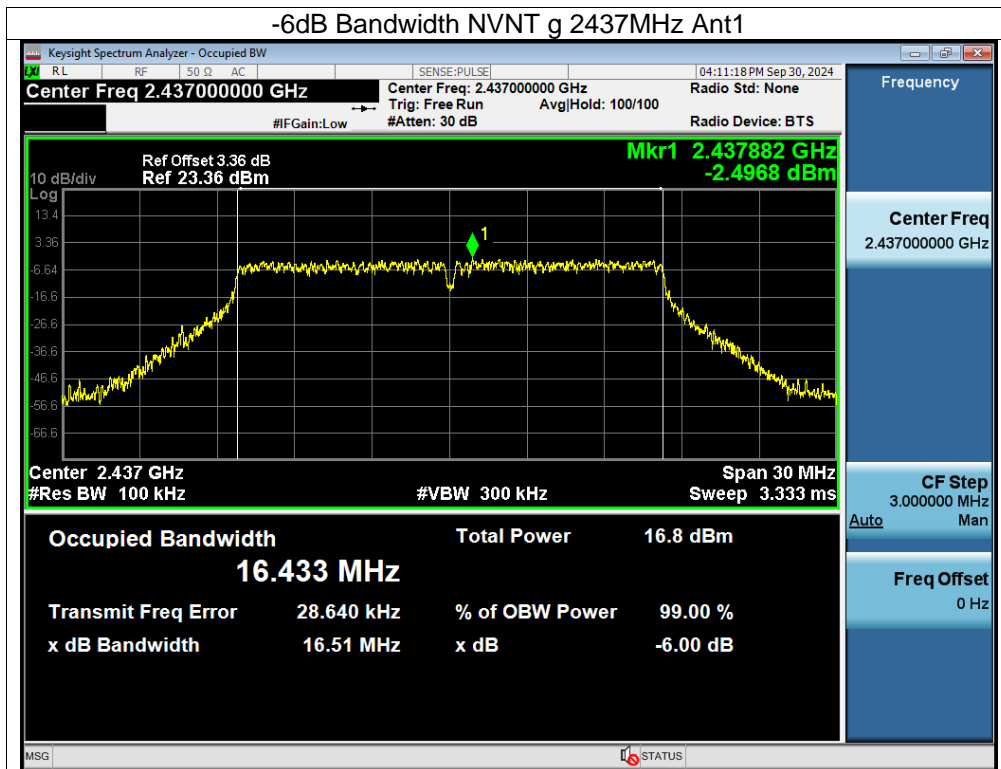 -6dB Bandwidth NVNT g 2437MHz Ant1
Keysight Spectrum Analyzer - Occupied BW
LXI RL RF 50 Ω AC SENSE:PULSE 04:11:18 PM Sep 30, 2024
Center Freq 2.437000000 GHz Center Freq: 2.437000000 GHz Radio Std: None
Trig: Free Run Avg|Hold: 100/100
#IFGain:Low #Atten: 30 dB Radio Device: BTS
Ref Offset 3.36 dB Mkr1 2.437882 GHz
10 dB/div Ref 23.36 dBm -2.4968 dBm
Log
13.4
1
3.36
-6.64
-16.6
-26.6
-36.6
-46.6
-56.6
-66.6
Center 2.437 GHz Span 30 MHz
#Res BW 100 kHz #VBW 300 kHz Sweep 3.333 ms
Occupied Bandwidth Total Power 16.8 dBm
16.433 MHz
Transmit Freq Error 28.640 kHz % of OBW Power 99.00 %
x dB Bandwidth 16.51 MHz x dB -6.00 dB
Frequency
Center Freq
2.437000000 GHz
CF Step
3.000000 MHz
Auto Man
Freq Offset
0 Hz
MSG STATUS